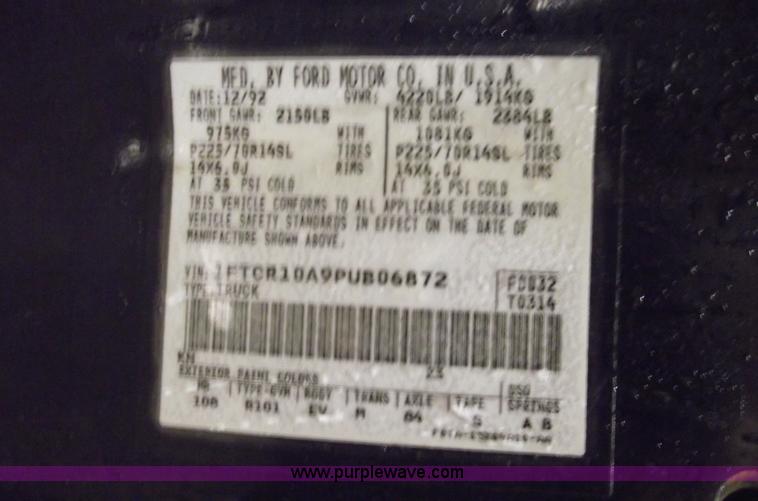 MFD. BY FORD MOTOR CO. IN U.S.A.
DATE: 12/92 GVWR: 4220LB/ 1914KG
FRONT GAWR: 2150LB REAR GAWR: 2384LB
975KG WITH 1081KG WITH
P225/70R14SL TIRES P225/70R14SL TIRES
14X6.0J RIMS 14X6.0J RIMS
AT 35 PSI COLD AT 35 PSI COLD
THIS VEHICLE CONFORMS TO ALL APPLICABLE FEDERAL MOTOR
VEHICLE SAFETY STANDARDS IN EFFECT ON THE DATE OF
MANUFACTURE SHOWN ABOVE.
VIN: 1FTCR10A9PUB06872
TYPE: TRUCK
T0314
EXTERIOR PAINT COLORS
WB TYPE-GVW BODY TRANS AXLE TAPE SPRINGS
108 R101 M 84 S A B
www.purplewave.com